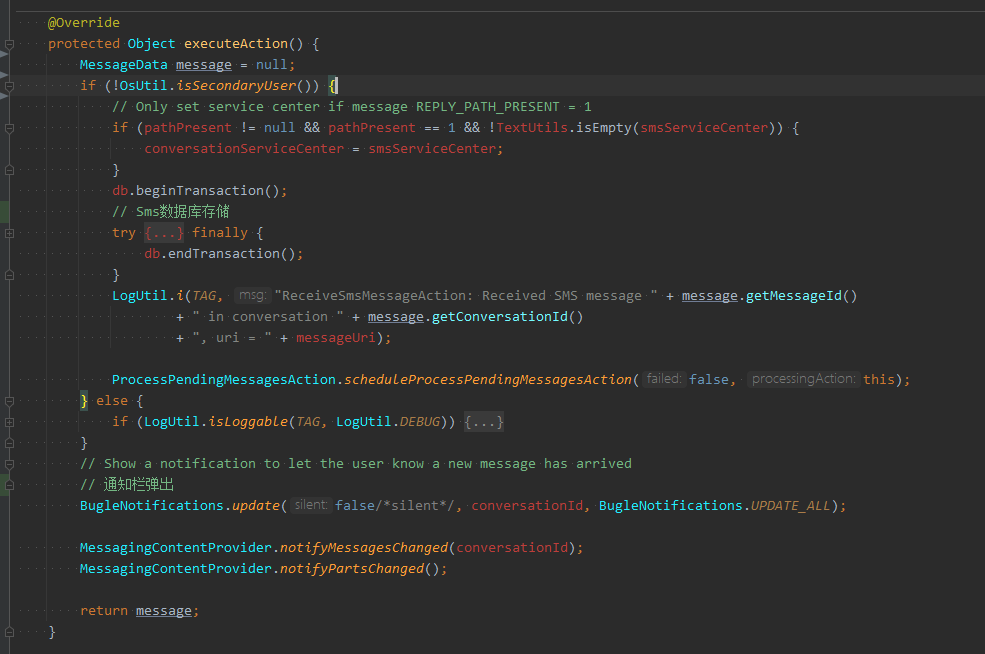 @Override
protected Object executeAction() {
MessageData message = null;
if (!OsUtil.isSecondaryUser()) {
// Only set service center if message REPLY_PATH_PRESENT = 1
if (pathPresent != null && pathPresent == 1 && !TextUtils.isEmpty(smsServiceCenter)) {
conversationServiceCenter = smsServiceCenter;
}
db.beginTransaction();
// Sms数据库存储
try {...} finally {
db.endTransaction();
}
LogUtil.i(TAG, msg: "ReceiveSmsMessageAction: Received SMS message " + message.getMessageId()
+ " in conversation " + message.getConversationId()
+ ", uri = " + messageUri);
ProcessPendingMessagesAction.scheduleProcessPendingMessagesAction( failed: false, processingAction: this);
} else {
if (LogUtil.isLoggable(TAG, LogUtil.DEBUG)) {...}
}
// Show a notification to let the user know a new message has arrived
// 通知栏弹出
BugleNotifications.update( silent: false/*silent*/, conversationId, BugleNotifications.UPDATE_ALL);
MessagingContentProvider.notifyMessagesChanged(conversationId);
MessagingContentProvider.notifyPartsChanged();
return message;
}